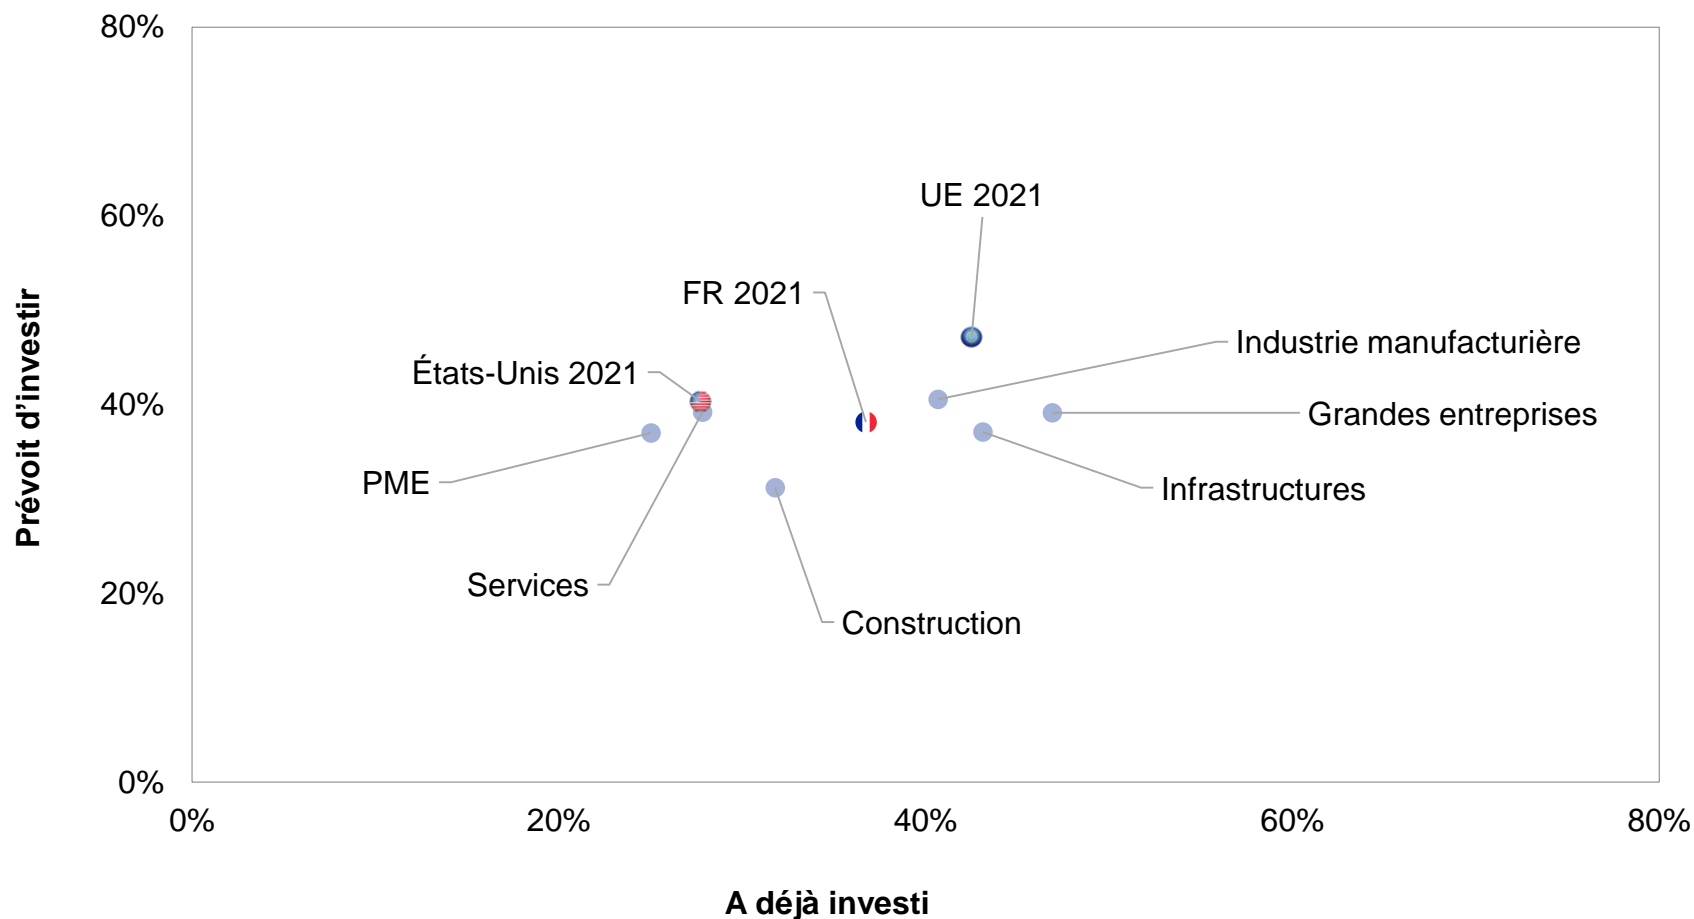 80%
60%
40%
20%
0%
Prévoit d’investir
UE 2021
FR 2021
Industrie manufacturière
États-Unis 2021
Grandes entreprises
PME
Infrastructures
Services
Construction
0%
20%
40%
60%
80%
A déjà investi